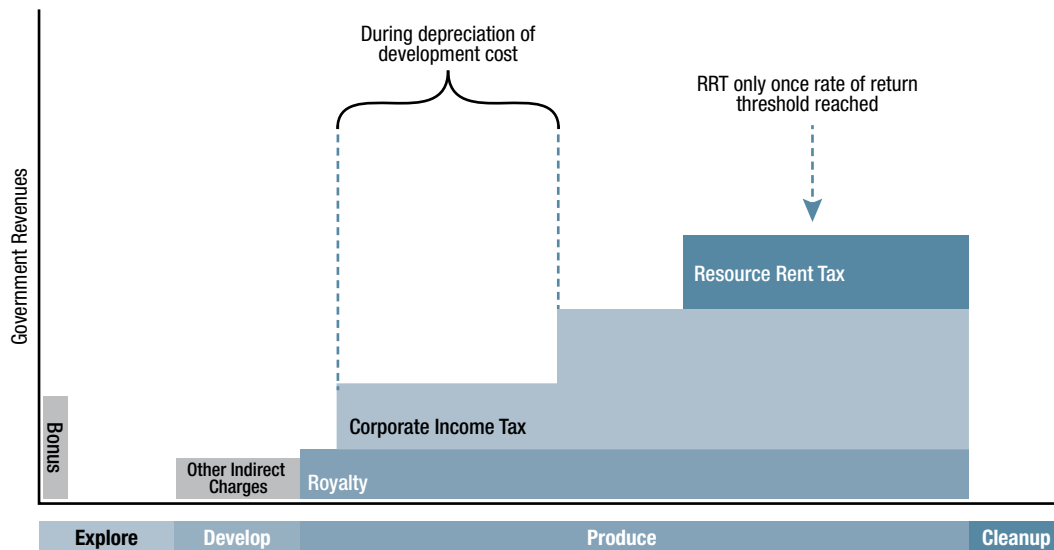 During depreciation of
development cost
RRT only once rate of return
threshold reached
Government Revenues
Resource Rent Tax
Corporate Income Tax
Bonus
Other Indirect
Charges
Royalty
Explore
Develop
Produce
Cleanup